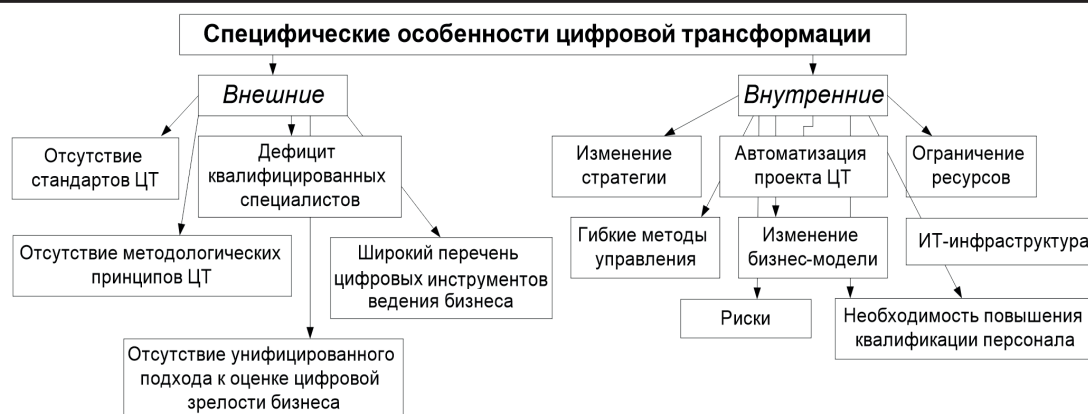 Специфические особенности цифровой трансформации
Внешние
Отсутствие
стандартов ЦТ
Дефицит
квалифицированных
специалистов
Отсутствие методологических
принципов ЦТ
Широкий перечень
цифровых инструментов
ведения бизнеса
Отсутствие унифицированного
подхода к оценке цифровой
зрелости бизнеса
Внутренние
Изменение
стратегии
Автоматизация
проекта ЦТ
Ограничение
ресурсов
Гибкие методы
управления
Изменение
бизнес-модели
ИТ-инфраструктура
Риски
Необходимость повышения
квалификации персонала